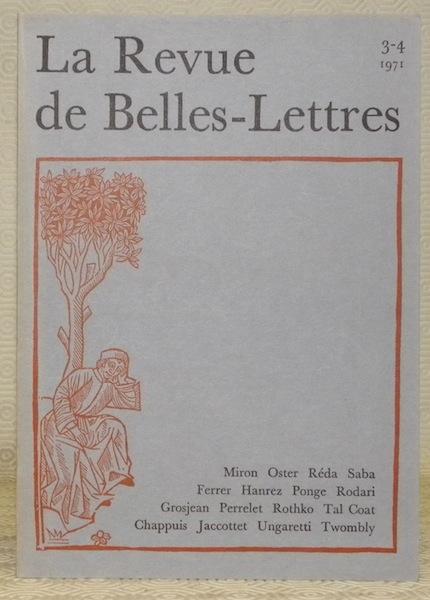 La Revue
de Belles-Lettres
3-4
1971
Miron Oster Réda Saba
Ferrer Hanrez Ponge Rodari
Grosjean Perrelet Rothko Tal Coat
Chappuis Jaccottet Ungaretti Twombly